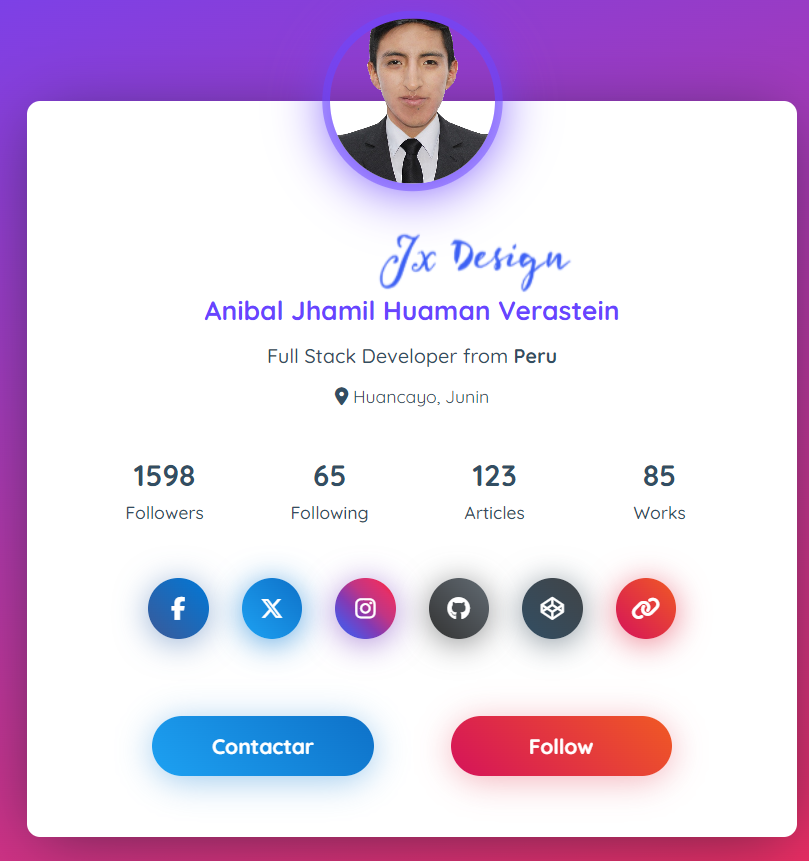 Jx Design
Anibal Jhamil Huaman Verastein
Full Stack Developer from Peru
Huancayo, Junin
1598 65 123 85
Followers Following Articles Works
Contactar Follow